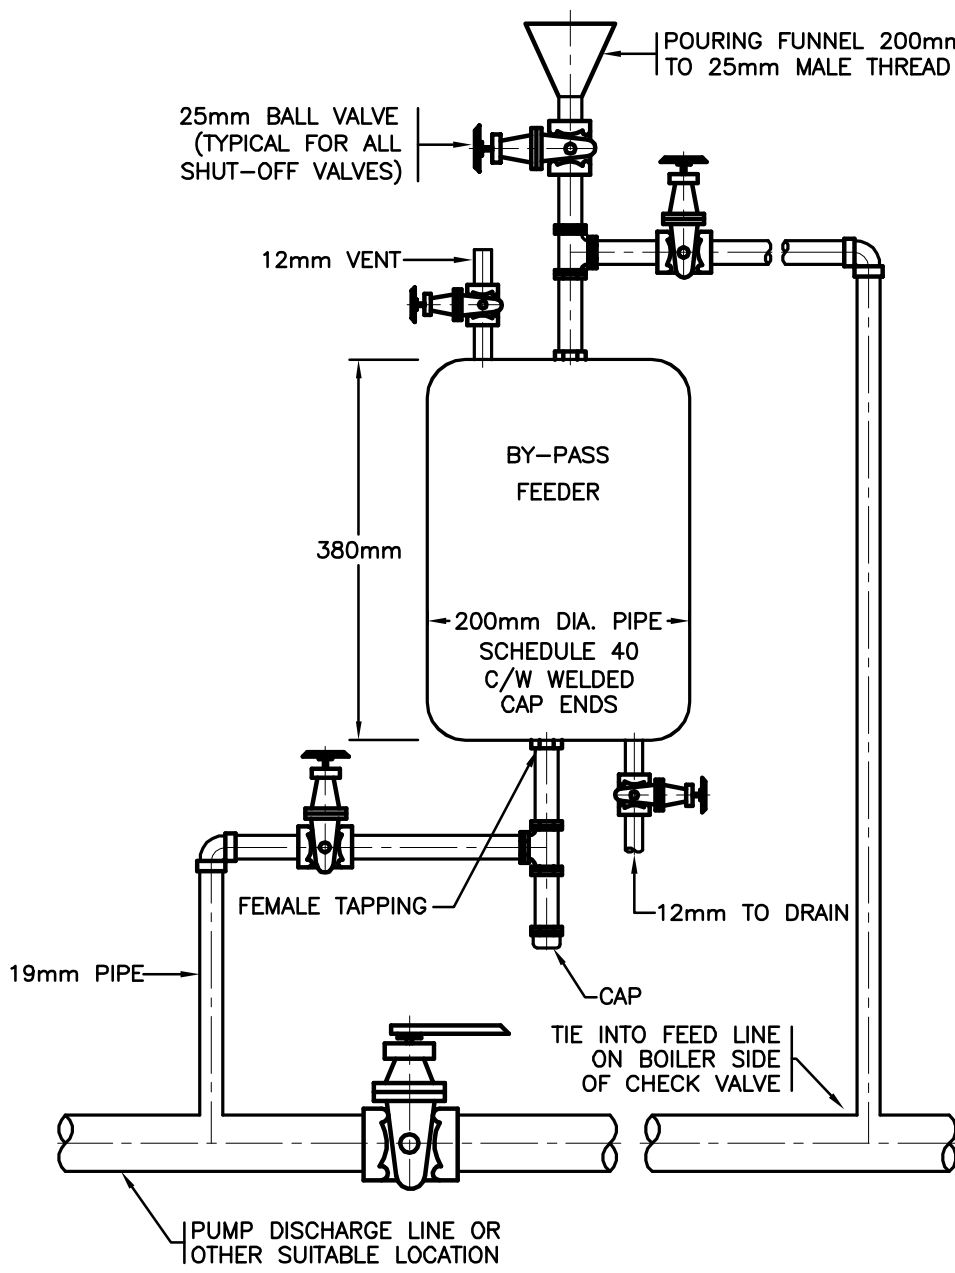 POURING FUNNEL 200mm
TO 25mm MALE THREAD
25mm BALL VALVE
(TYPICAL FOR ALL
SHUT-OFF VALVES)
12mm VENT
BY-PASS
FEEDER
380mm
200mm DIA. PIPE
SCHEDULE 40
C/W WELDED
CAP ENDS
FEMALE TAPPING
12mm TO DRAIN
19mm PIPE
CAP
TIE INTO FEED LINE
ON BOILER SIDE
OF CHECK VALVE
PUMP DISCHARGE LINE OR
OTHER SUITABLE LOCATION